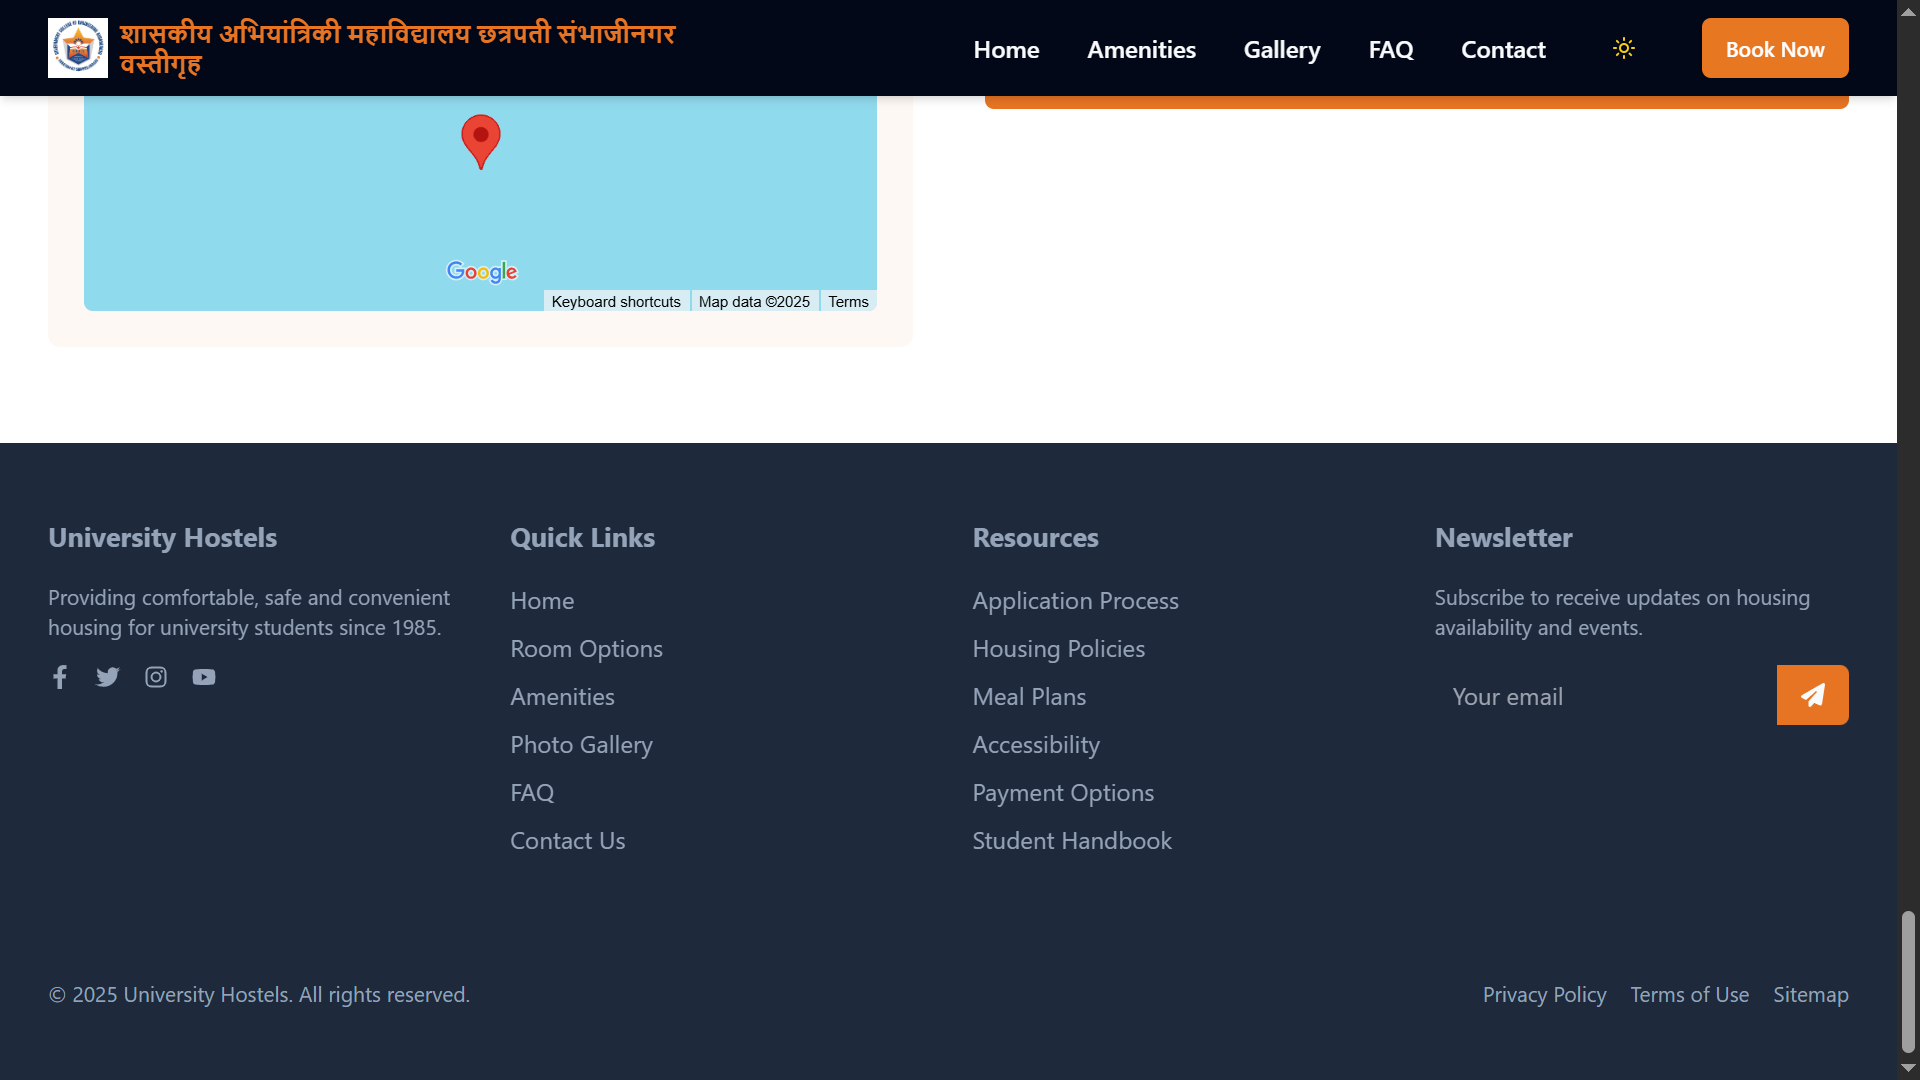 शासकीय अभियांत्रिकी महाविद्यालय छत्रपती संभाजीनगर
वस्तीगृह
Home
Amenities
Gallery
FAQ
Contact
Book Now
Google
Keyboard shortcuts
Map data ©2025
Terms
University Hostels
Providing comfortable, safe and convenient
housing for university students since 1985.
Quick Links
Home
Room Options
Amenities
Photo Gallery
FAQ
Contact Us
Resources
Application Process
Housing Policies
Meal Plans
Accessibility
Payment Options
Student Handbook
Newsletter
Subscribe to receive updates on housing
availability and events.
Your email
© 2025 University Hostels. All rights reserved.
Privacy Policy
Terms of Use
Sitemap